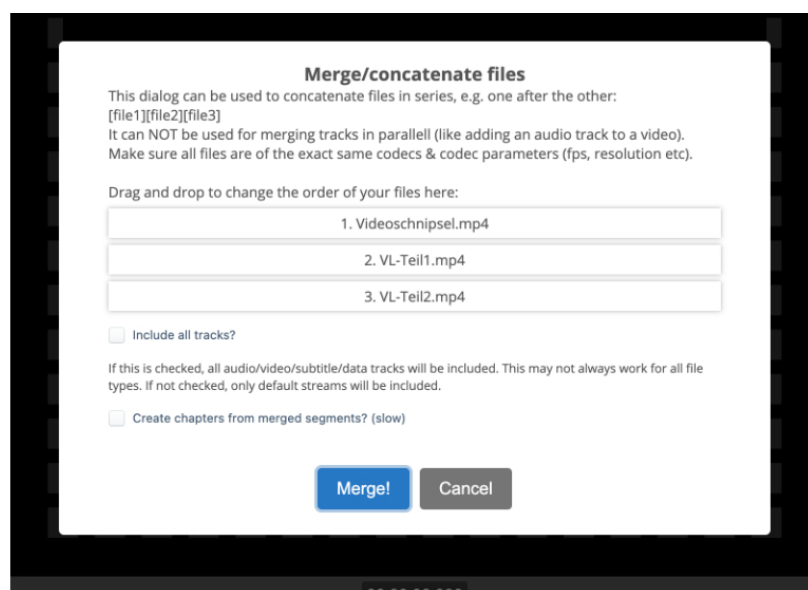 Merge/concatenate files
This dialog can be used to concatenate files in series, e.g. one after the other:
[file1][file2][file3]
It can NOT be used for merging tracks in parallell (like adding an audio track to a video).
Make sure all files are of the exact same codecs & codec parameters (fps, resolution etc).
Drag and drop to change the order of your files here:
1. Videoschnipsel.mp4
2. VL-Teil1.mp4
3. VL-Teil2.mp4
Include all tracks?
If this is checked, all audio/video/subtitle/data tracks will be included. This may not always work for all file
types. If not checked, only default streams will be included.
Create chapters from merged segments? (slow)
Merge! Cancel